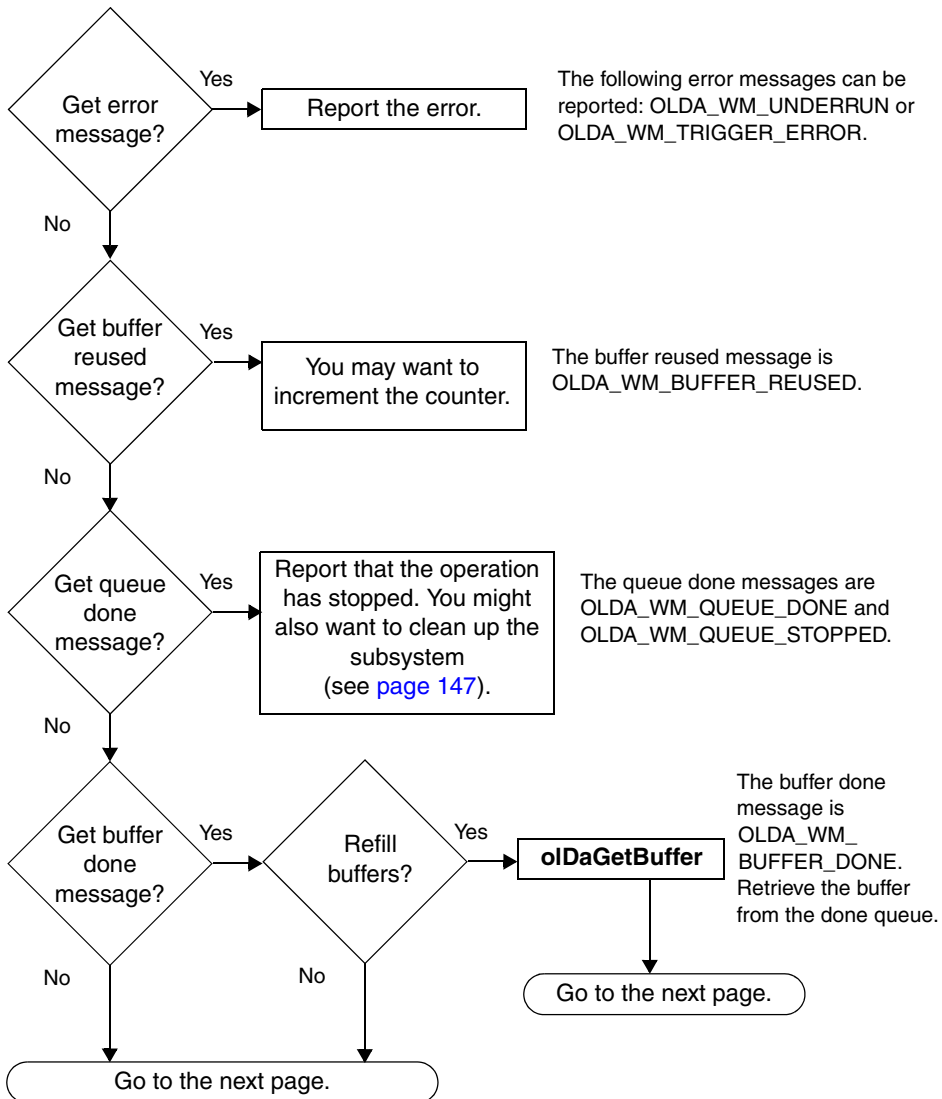 Get error
message?
Yes
Report the error.
The following error messages can be
reported: OLDA_WM_UNDERRUN or
OLDA_WM_TRIGGER_ERROR.
No
Get buffer
reused
message?
Yes
You may want to
increment the counter.
The buffer reused message is
OLDA_WM_BUFFER_REUSED.
No
Get queue
done
message?
Yes
Report that the operation
has stopped. You might
also want to clean up the
subsystem
(see page 147).
The queue done messages are
OLDA_WM_QUEUE_DONE and
OLDA_WM_QUEUE_STOPPED.
No
Get buffer
done
message?
Yes
Refill
buffers?
Yes
olDaGetBuffer
The buffer done
message is
OLDA_WM_
BUFFER_DONE.
Retrieve the buffer
from the done queue.
No
No
Go to the next page.
Go to the next page.